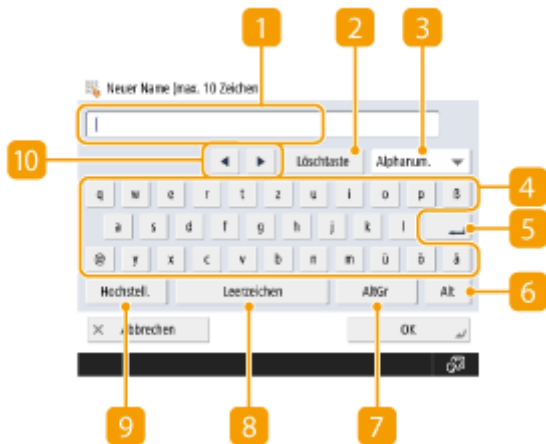 1 2 3
Neuer Name (max. 10 Zeichen
10 Löschtaste Alphanum.
q w e r t z u i o p ß 4
a s d f g h j k l 5
@ y x c v b n m ü ö ä
Hochstell. Leerzeichen AltGr Alt 6
Abbrechen OK
9 8 7